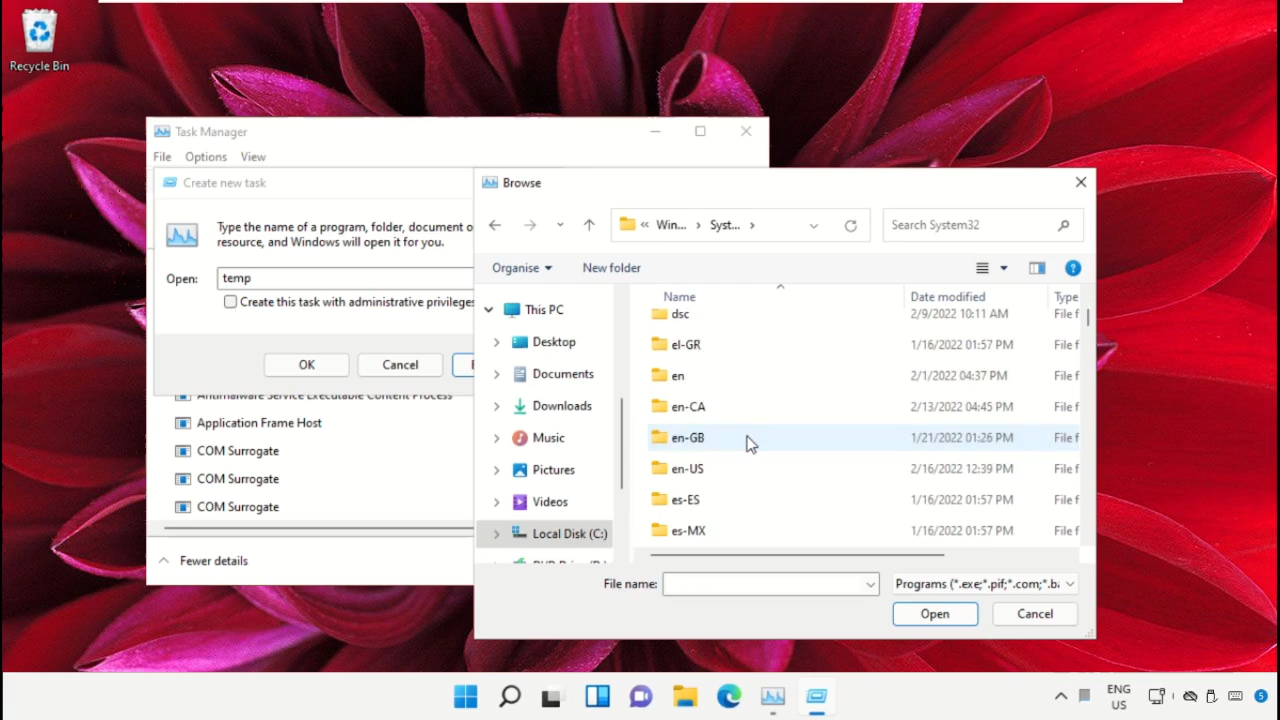 Recycle Bin
Task Manager
File Options View
Create new task
Type the name of a program, folder, document o
resource, and Windows will open it for you.
Open: temp
Create this task with administrative privileges
OK Cancel
Antimalware Service Executable Content Process
Application Frame Host
COM Surrogate
COM Surrogate
COM Surrogate
Fewer details
Browse
« Win... › Syst... ›
Search System32
Organise New folder
This PC
Desktop
Documents
Downloads
Music
Pictures
Videos
Local Disk (C:)
Name Date modified Type
dsc 2/9/2022 10:11 AM File f
el-GR 1/16/2022 01:57 PM File f
en 2/1/2022 04:37 PM File f
en-CA 2/13/2022 04:45 PM File f
en-GB 1/21/2022 01:26 PM File f
en-US 2/16/2022 12:39 PM File f
es-ES 1/16/2022 01:57 PM File f
es-MX 1/16/2022 01:57 PM File f
File name: Programs (*.exe;*.pif;*.com;*.ba
Open Cancel
ENG
US
5